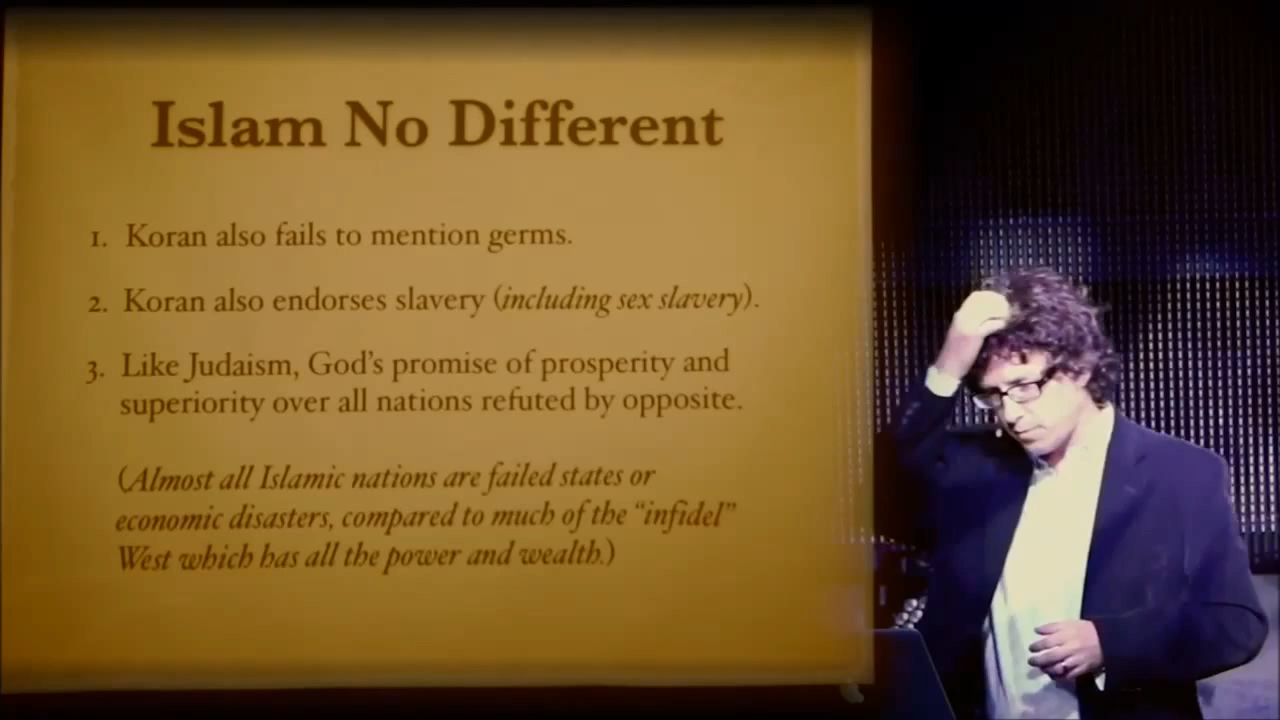 Islam No Different
1. Koran also fails to mention germs.
2. Koran also endorses slavery (including sex slavery).
3. Like Judaism, God's promise of prosperity and
superiority over all nations refuted by opposite.
(Almost all Islamic nations are failed states or
economic disasters, compared to much of the "infidel"
West which has all the power and wealth.)